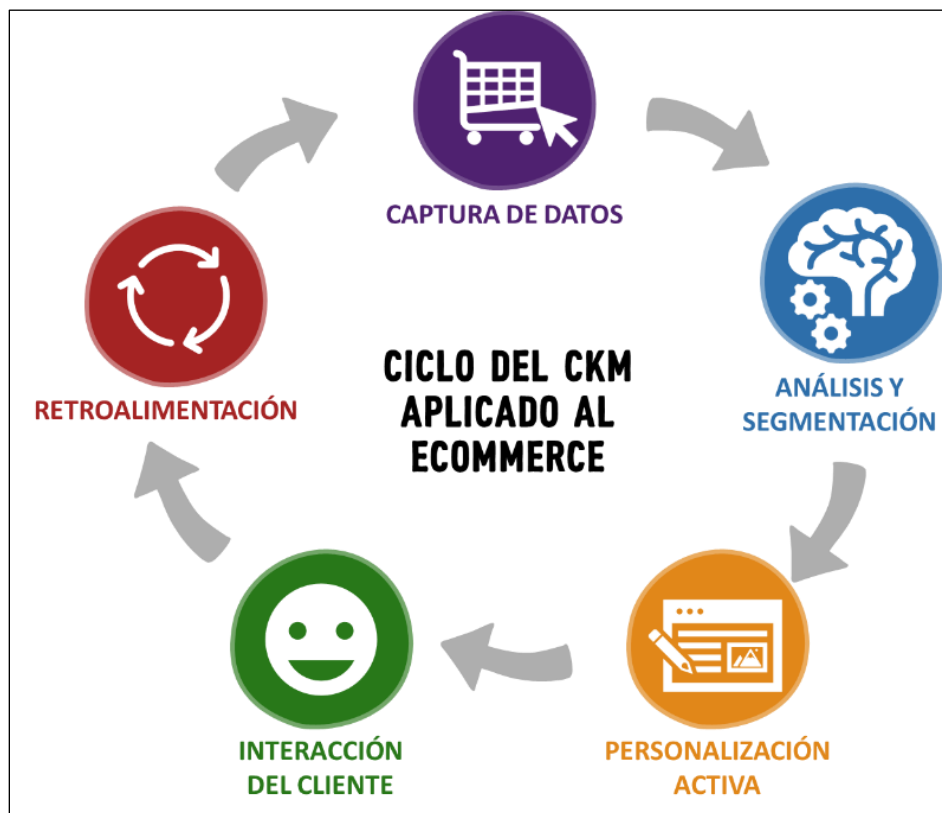 CAPTURA DE DATOS
ANÁLISIS Y
SEGMENTACIÓN
CICLO DEL CKM
APLICADO AL
ECOMMERCE
RETROALIMENTACIÓN
INTERACCIÓN
DEL CLIENTE
PERSONALIZACIÓN
ACTIVA